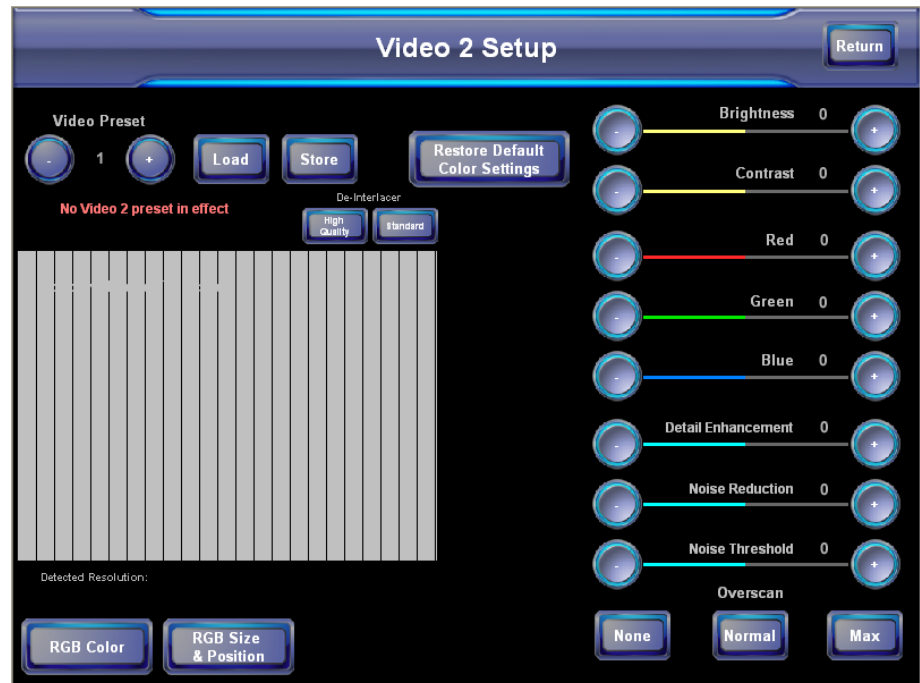 Video 2 Setup
Return
Video Preset
-
1
+
Load
Store
Restore Default
Color Settings
No Video 2 preset in effect
De-Interlacer
High
Quality
Standard
Detected Resolution:
RGB Color
RGB Size
& Position
Brightness 0
- +
Contrast 0
- +
Red 0
- +
Green 0
- +
Blue 0
- +
Detail Enhancement 0
- +
Noise Reduction 0
- +
Noise Threshold 0
- +
Overscan
None
Normal
Max